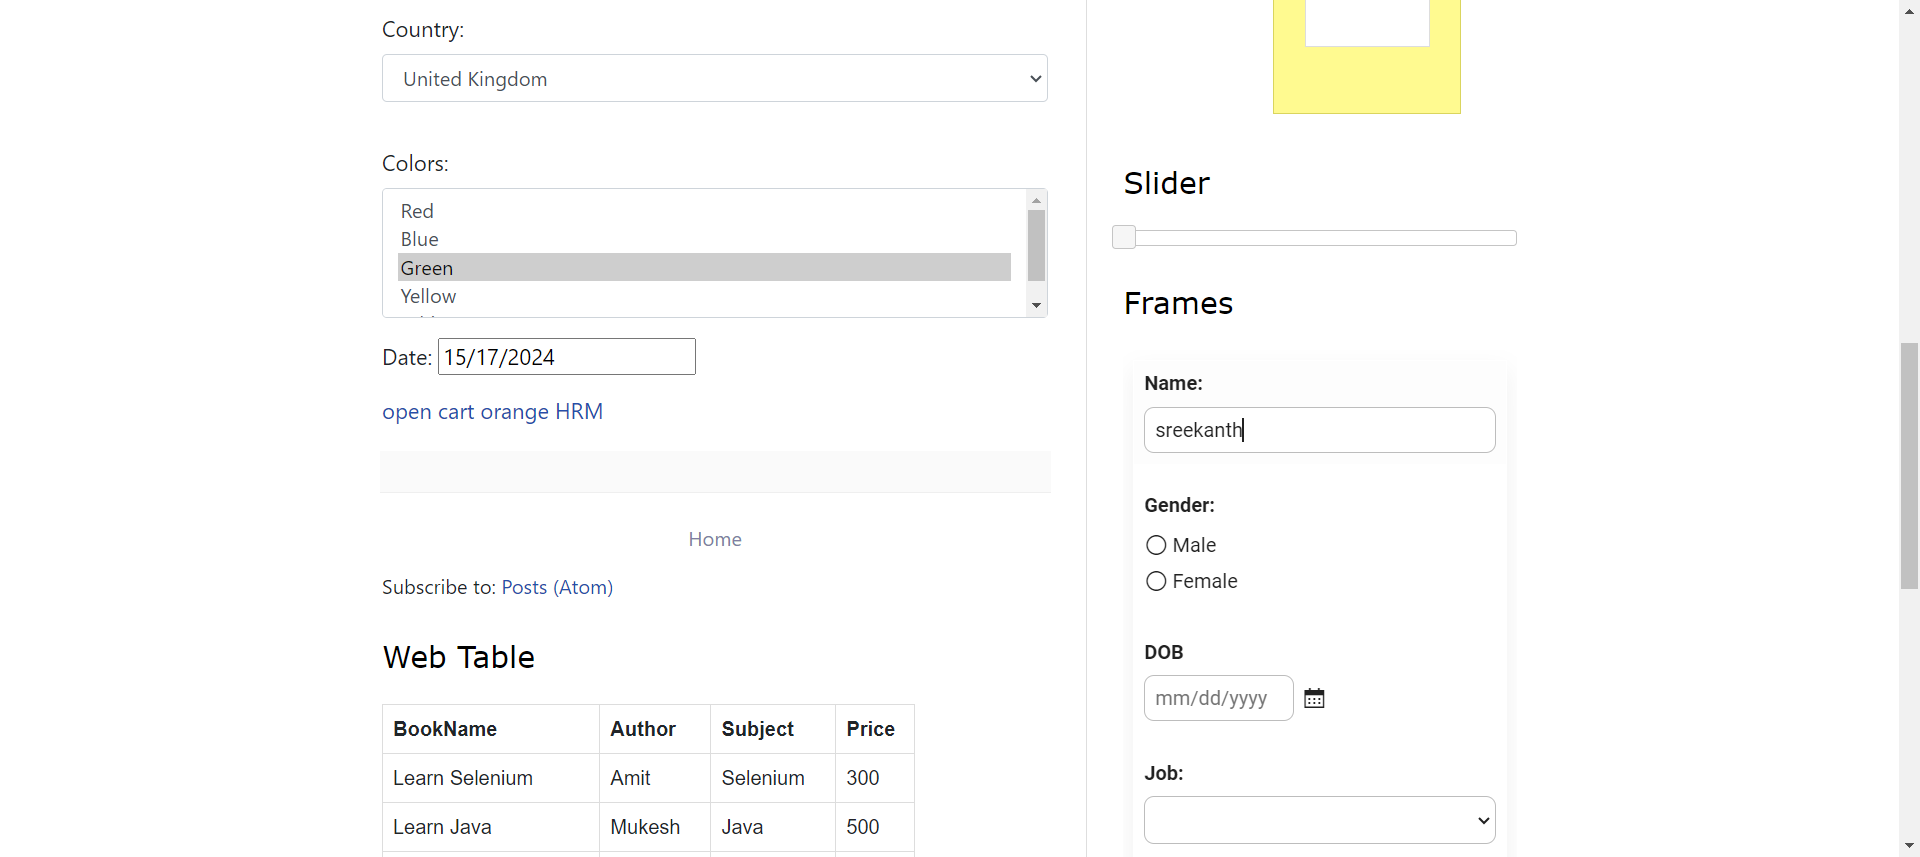 Country:
United Kingdom
Colors:
Red
Blue
Green
Yellow
Date: 15/17/2024
open cart orange HRM
Home
Subscribe to: Posts (Atom)
Web Table
BookName Author Subject Price
Learn Selenium Amit Selenium 300
Learn Java Mukesh Java 500
Slider
Frames
Name:
sreekanth
Gender:
Male
Female
DOB
mm/dd/yyyy
Job: